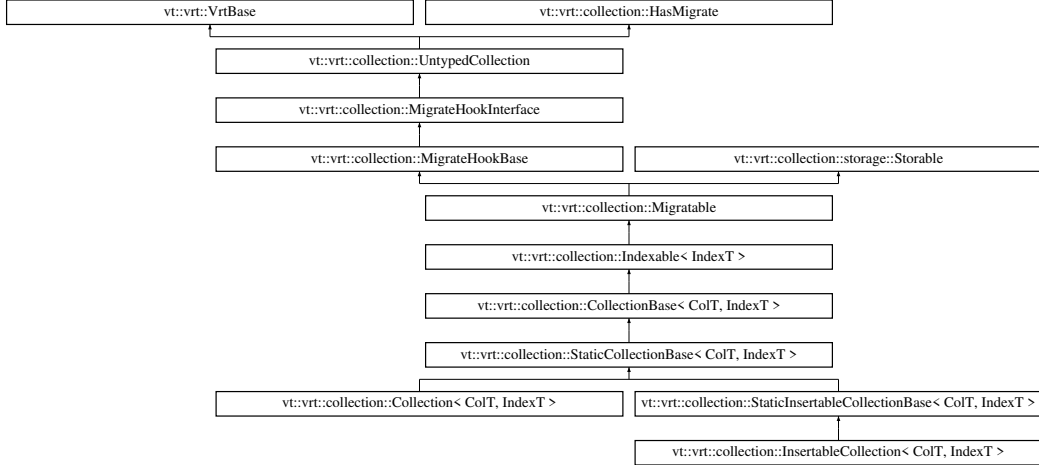 vt::vrt::VrtBase
vt::vrt::collection::HasMigrate
vt::vrt::collection::UntypedCollection
vt::vrt::collection::MigrateHookInterface
vt::vrt::collection::MigrateHookBase
vt::vrt::collection::storage::Storable
vt::vrt::collection::Migratable
vt::vrt::collection::Indexable< IndexT >
vt::vrt::collection::CollectionBase< ColT, IndexT >
vt::vrt::collection::StaticCollectionBase< ColT, IndexT >
vt::vrt::collection::Collection< ColT, IndexT >
vt::vrt::collection::StaticInsertableCollectionBase< ColT, IndexT >
vt::vrt::collection::InsertableCollection< ColT, IndexT >